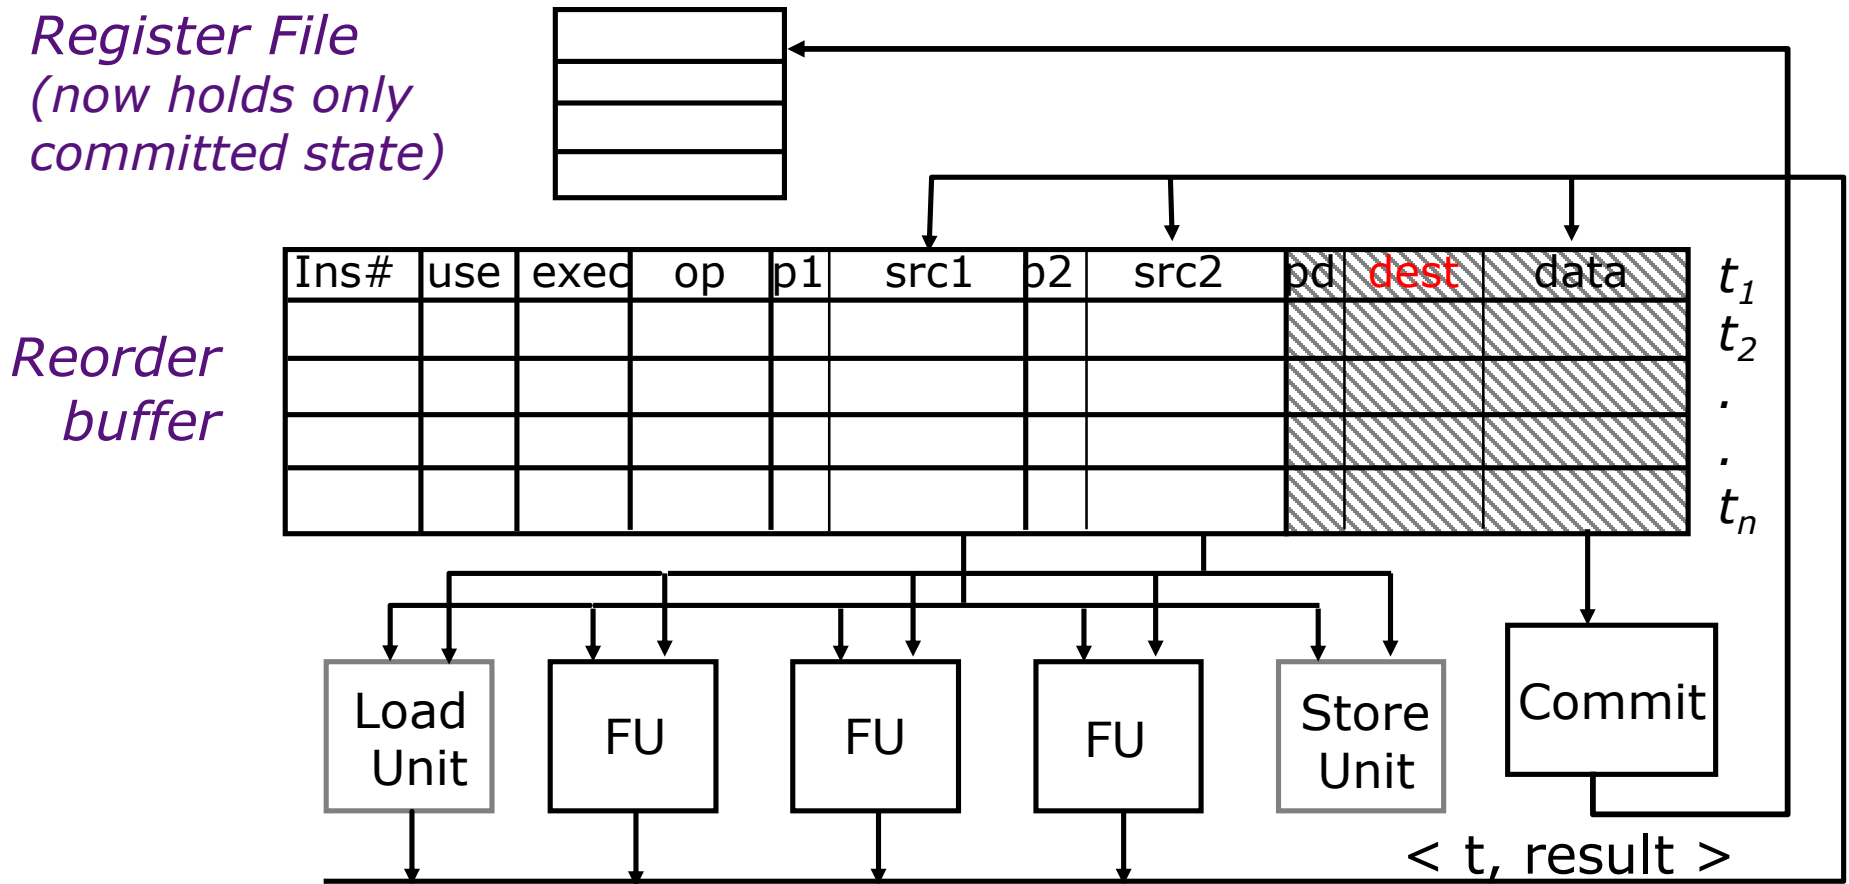 Register File
(now holds only
committed state)
Ins# use exec op p1 src1 p2 src2 pd dest data t1
t2
Reorder
buffer
.
.
tn
Load
Unit
FU
FU
FU
Store
Unit
Commit
< t, result >